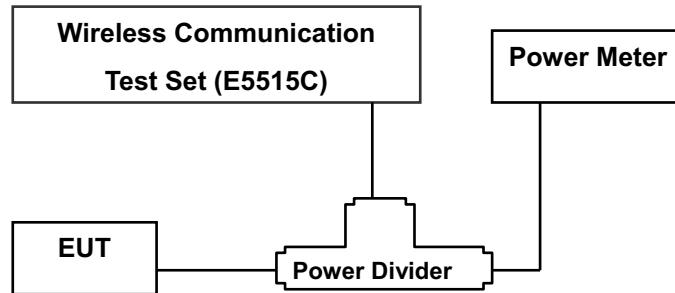 Wireless Communication
Test Set (E5515C)
Power Meter
EUT
Power Divider